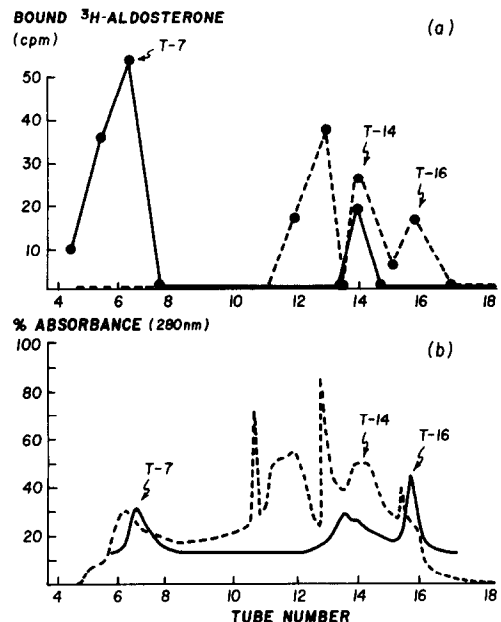 BOUND ³H-ALDOSTERONE
(cpm)
(a)
T-7
50
40
30
20
10
T-14
T-16
4 6 8 10 12 14 16 18
% ABSORBANCE (280nm)
(b)
100
80
60
40
20
0
T-7
T-14
T-16
4 6 8 10 12 14 16 18
TUBE NUMBER